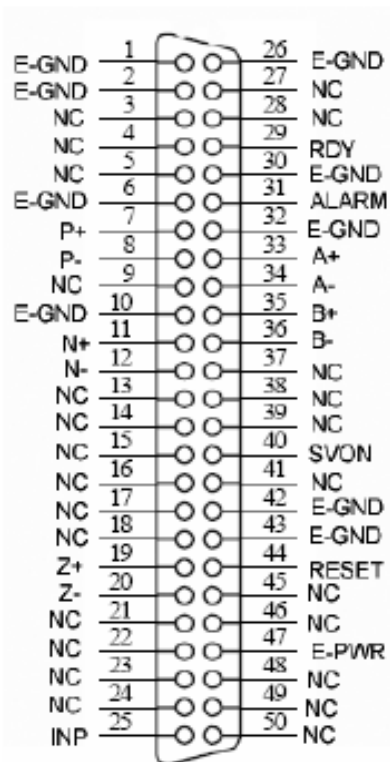 E-GND 1 26 E-GND
E-GND 2 27 NC
NC 3 28 NC
NC 4 29 RDY
NC 5 30 E-GND
E-GND 6 31 ALARM
P+ 7 32 E-GND
P- 8 33 A+
NC 9 34 A-
E-GND 10 35 B+
N+ 11 36 B-
N- 12 37 NC
NC 13 38 NC
NC 14 39 NC
NC 15 40 SVON
NC 16 41 NC
NC 17 42 E-GND
NC 18 43 E-GND
Z+ 19 44 RESET
Z- 20 45 NC
NC 21 46 NC
NC 22 47 E-PWR
NC 23 48 NC
NC 24 49 NC
INP 25 50 NC